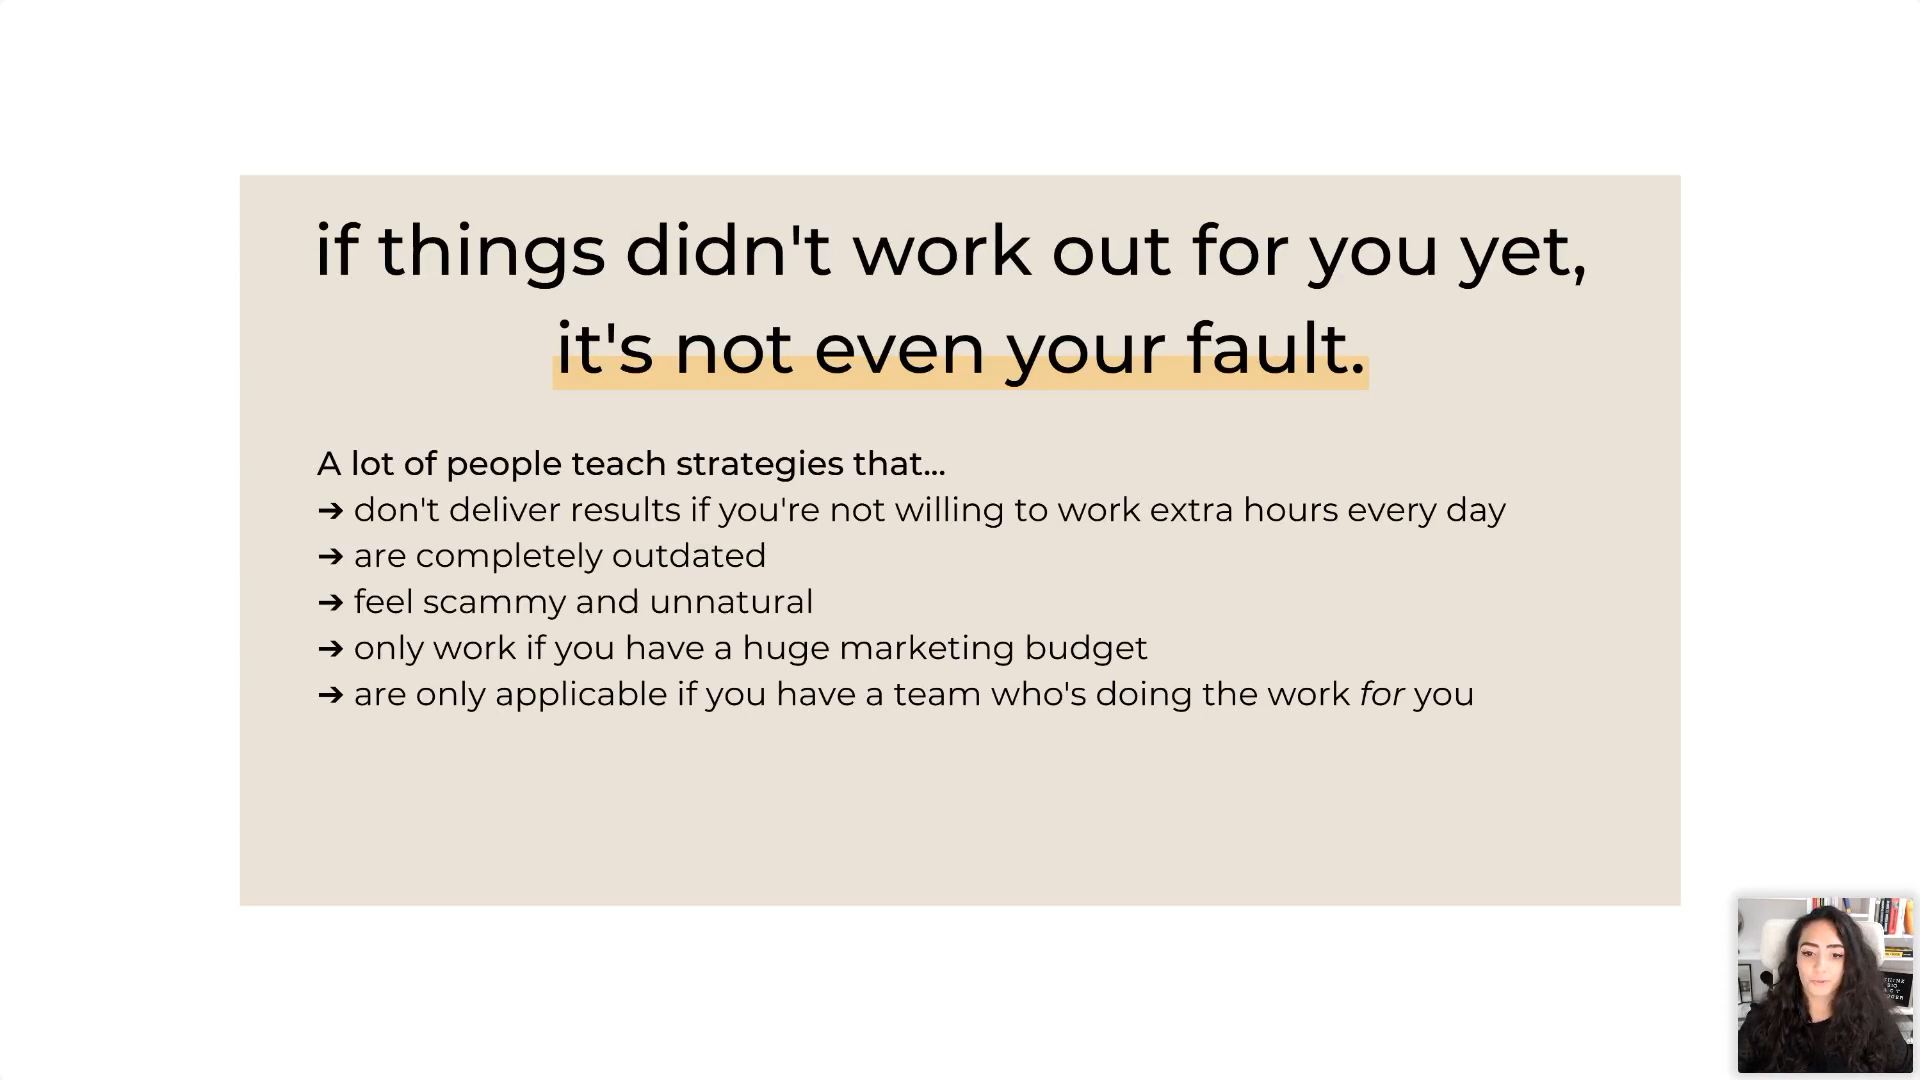 if things didn't work out for you yet,
it's not even your fault.
A lot of people teach strategies that...
➔ don't deliver results if you're not willing to work extra hours every day
➔ are completely outdated
➔ feel scammy and unnatural
➔ only work if you have a huge marketing budget
➔ are only applicable if you have a team who's doing the work for you